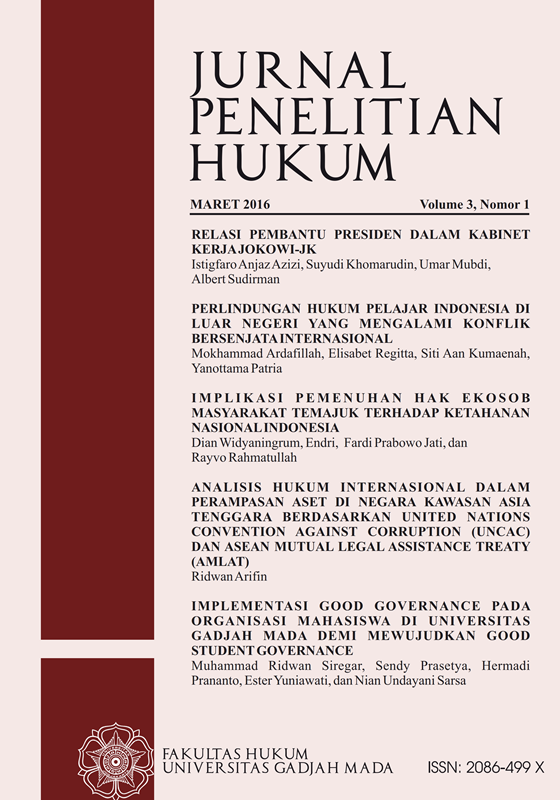 JURNAL
PENELITIAN
HUKUM
MARET 2016 Volume 3, Nomor 1
RELASI PEMBANTU PRESIDEN DALAM KABINET
KERJA JOKOWI-JK
Istigfaro Anjaz Azizi, Suyudi Khomarudin, Umar Mubdi,
Albert Sudirman
PERLINDUNGAN HUKUM PELAJAR INDONESIA DI
LUAR NEGERI YANG MENGALAMI KONFLIK
BERSENJATA INTERNASIONAL
Mokhammad Ardafillah, Elisabet Regitta, Siti Aan Kumaenah,
Yanottama Patria
IMPLIKASI PEMENUHAN HAK EKOSOB
MASYARAKAT TEMAJUK TERHADAP KETAHANAN
NASIONAL INDONESIA
Dian Widyaningrum, Endri, Fardi Prabowo Jati, dan
Rayvo Rahmatullah
ANALISIS HUKUM INTERNASIONAL DALAM
PERAMPASAN ASET DI NEGARA KAWASAN ASIA
TENGGARA BERDASARKAN UNITED NATIONS
CONVENTION AGAINST CORRUPTION (UNCAC)
DAN ASEAN MUTUAL LEGAL ASSISTANCE TREATY
(AMLAT)
Ridwan Arifin
IMPLEMENTASI GOOD GOVERNANCE PADA
ORGANISASI MAHASISWA DI UNIVERSITAS
GADJAH MADA DEMI MEWUJUDKAN GOOD
STUDENT GOVERNANCE
Muhammad Ridwan Siregar, Sendy Prasetya, Hermadi
Prananto, Ester Yuniawati, dan Nian Undayani Sarsa
FAKULTAS HUKUM
UNIVERSITAS GADJAH MADA ISSN: 2086-499 X